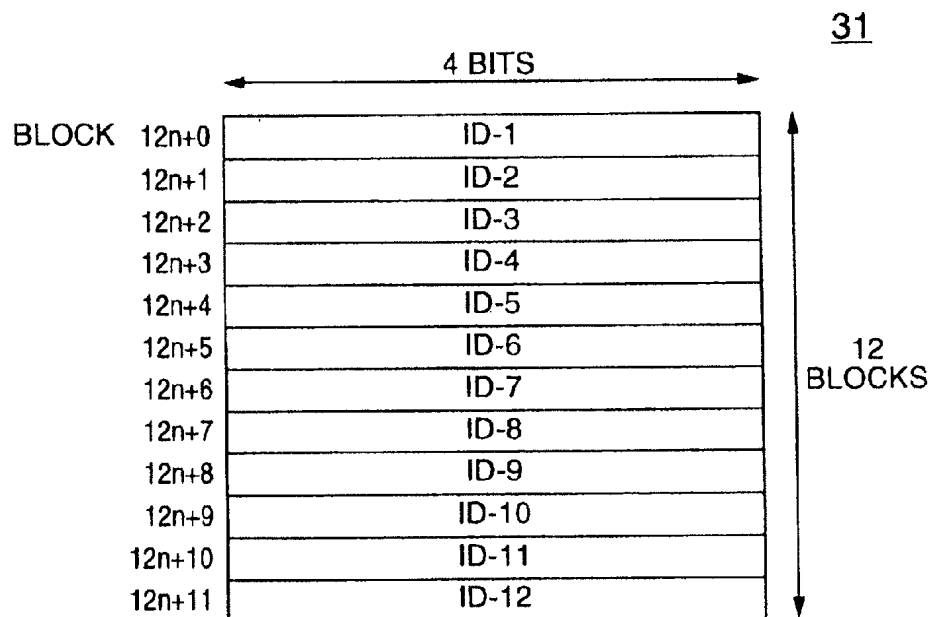 31
4 BITS
BLOCK 12n+0 ID-1
12n+1 ID-2
12n+2 ID-3
12n+3 ID-4
12n+4 ID-5
12n+5 ID-6
12n+6 ID-7
12n+7 ID-8
12n+8 ID-9
12n+9 ID-10
12n+10 ID-11
12n+11 ID-12
12
BLOCKS